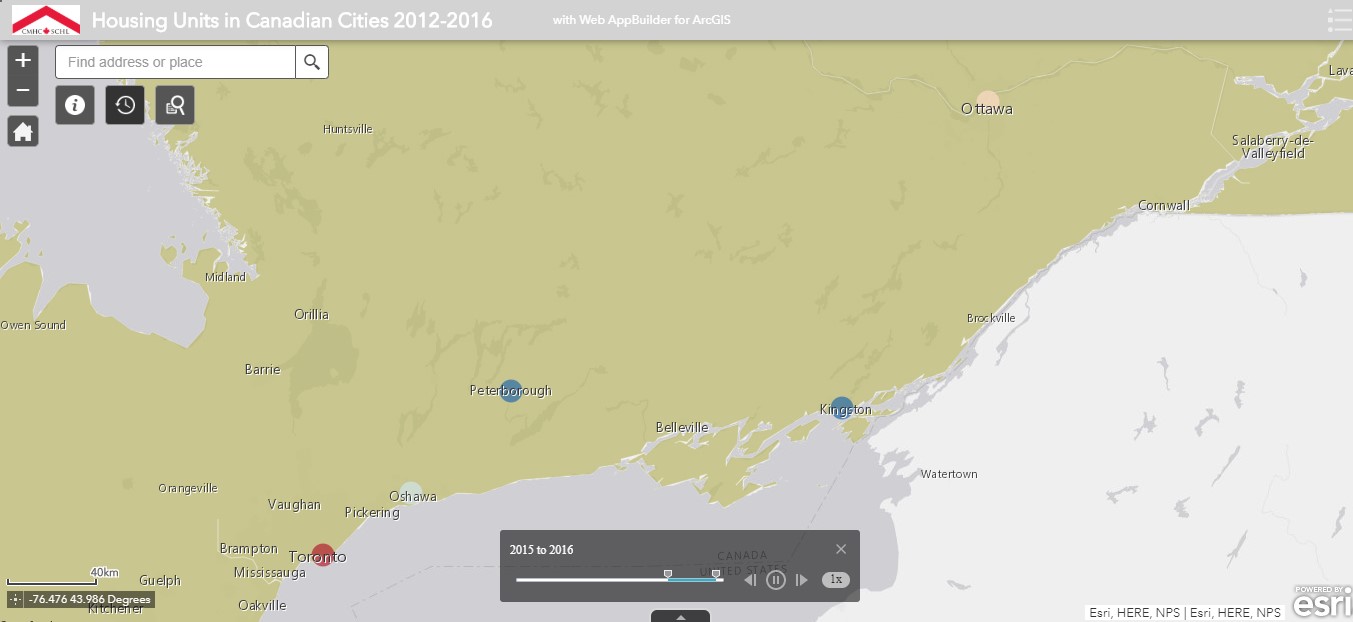 CMHC SCHL
Housing Units in Canadian Cities 2012-2016
with Web AppBuilder for ArcGIS
+
Find address or place
−
i
Lava
Ottawa
Huntsville
Salaberry-de-
Valleyfield
Cornwall
Midland
Orillia
Brockville
Owen Sound
Barrie
Peterborough
Kingston
Belleville
Watertown
Orangeville
Oshawa
Vaughan
Pickering
Brampton
Toronto
2015 to 2016
CANADA
UNITED STATES
1x
40km
Mississauga
Guelph
-76.476 43.986 Degrees
Kitchener
Oakville
POWERED BY
esri
Esri, HERE, NPS | Esri, HERE, NPS